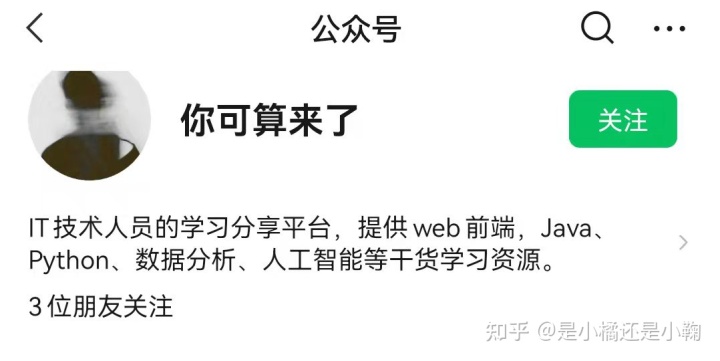 公众号
你可算来了
关注
IT技术人员的学习分享平台，提供web前端，Java、
Python、数据分析、人工智能等干货学习资源。
3位朋友关注
知乎 @是小橘还是小鞠